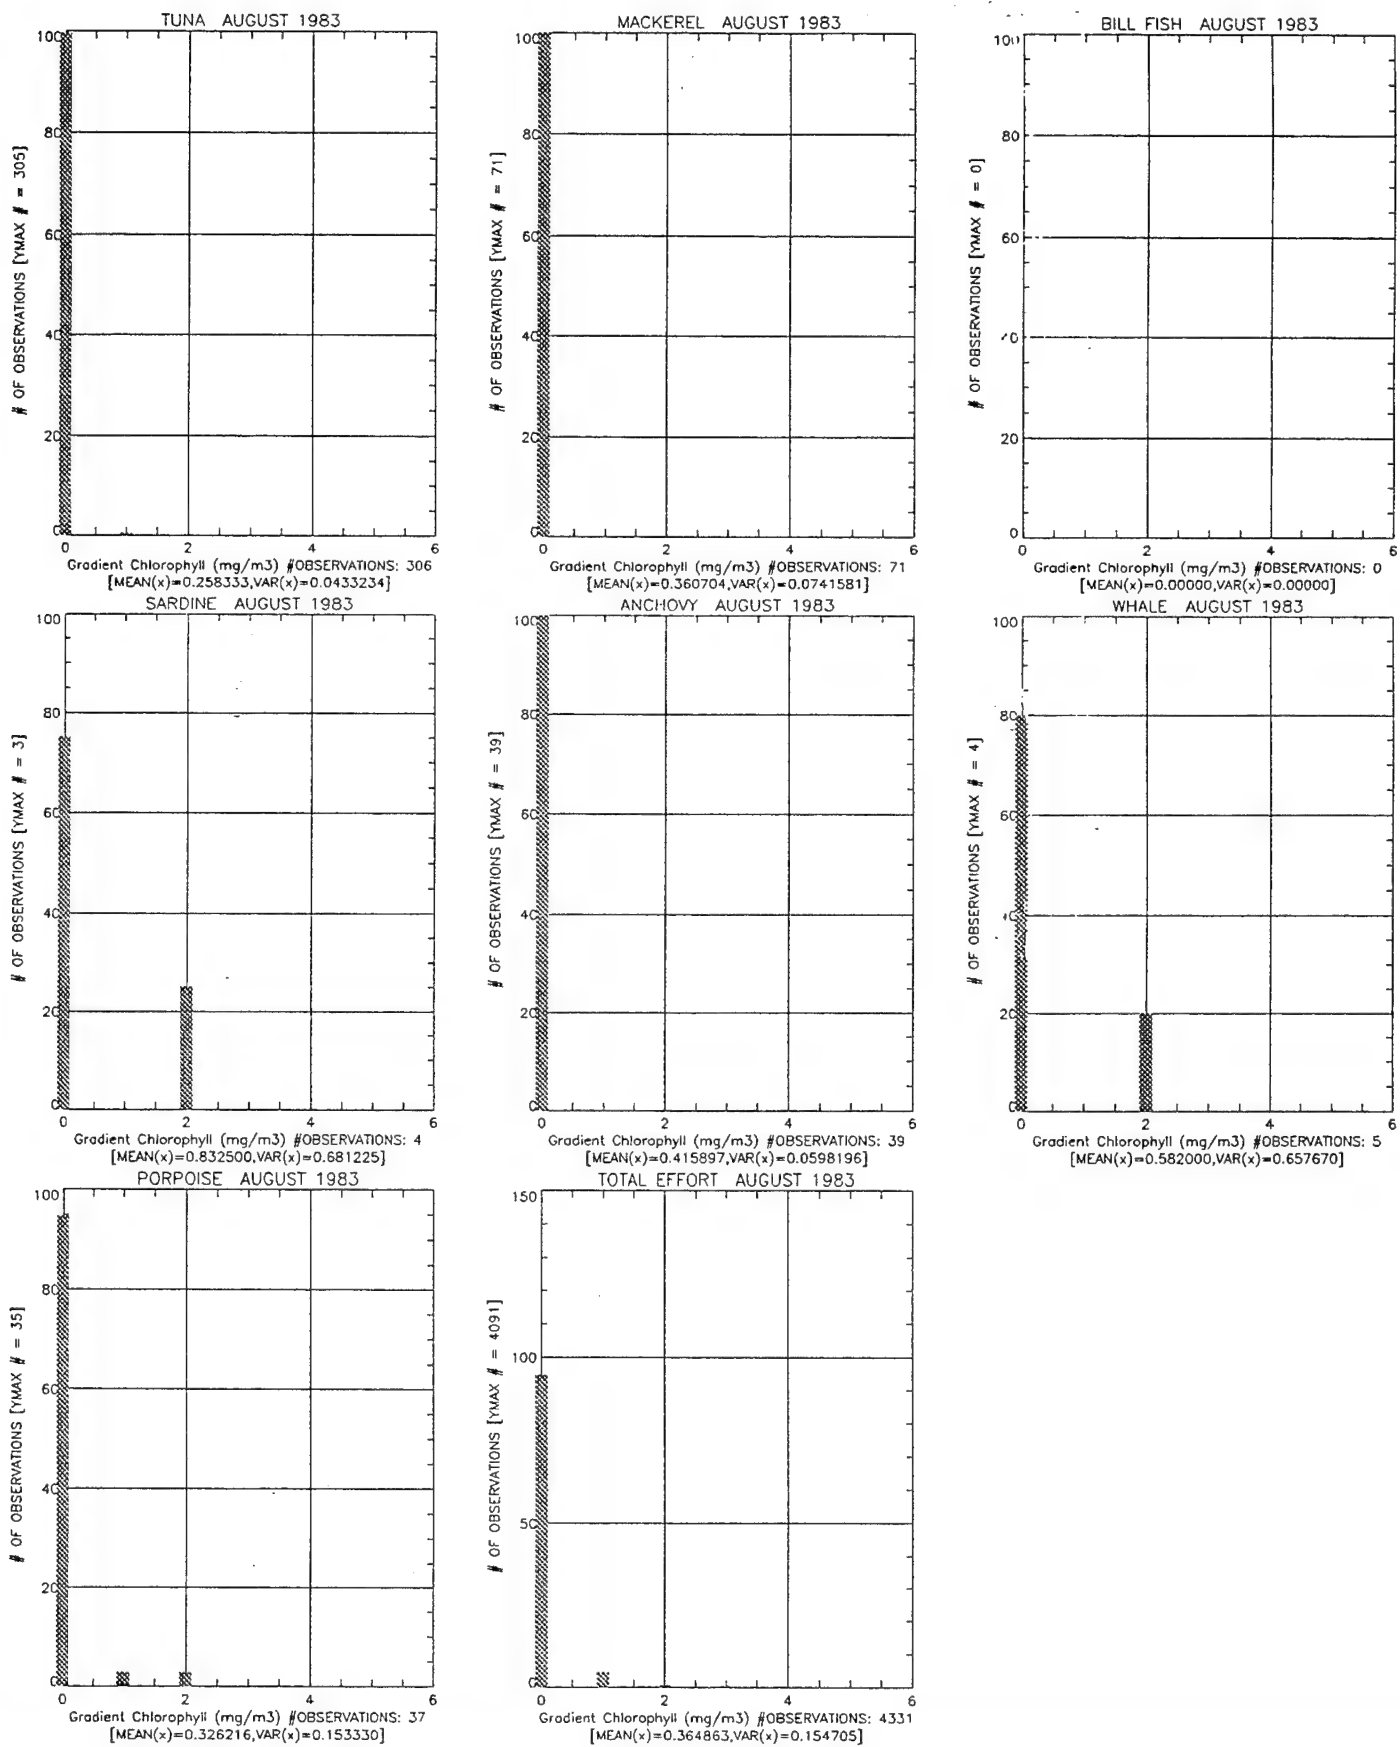 TUNA AUGUST 1983
# OF OBSERVATIONS [YMAX # = 305]
100
80
60
40
20
0
0 2 4 6
Gradient Chlorophyll (mg/m3) #OBSERVATIONS: 306
[MEAN(x)=0.258333,VAR(x)=0.0433234]
MACKEREL AUGUST 1983
# OF OBSERVATIONS [YMAX # = 71]
100
80
60
40
20
0
0 2 4 6
Gradient Chlorophyll (mg/m3) #OBSERVATIONS: 71
[MEAN(x)=0.360704,VAR(x)=0.0741581]
BILL FISH AUGUST 1983
# OF OBSERVATIONS [YMAX # = 0]
100
80
60
40
20
0
0 2 4 6
Gradient Chlorophyll (mg/m3) #OBSERVATIONS: 0
[MEAN(x)=0.00000,VAR(x)=0.00000]
SARDINE AUGUST 1983
# OF OBSERVATIONS [YMAX # = 3]
100
80
60
40
20
0
0 2 4 6
Gradient Chlorophyll (mg/m3) #OBSERVATIONS: 4
[MEAN(x)=0.832500,VAR(x)=0.681225]
ANCHOVY AUGUST 1983
# OF OBSERVATIONS [YMAX # = 39]
100
80
60
40
20
0
0 2 4 6
Gradient Chlorophyll (mg/m3) #OBSERVATIONS: 39
[MEAN(x)=0.415897,VAR(x)=0.0598196]
WHALE AUGUST 1983
# OF OBSERVATIONS [YMAX # = 4]
100
80
60
40
20
0
0 2 4 6
Gradient Chlorophyll (mg/m3) #OBSERVATIONS: 5
[MEAN(x)=0.582000,VAR(x)=0.657670]
PORPOISE AUGUST 1983
# OF OBSERVATIONS [YMAX # = 35]
100
80
60
40
20
0
0 2 4 6
Gradient Chlorophyll (mg/m3) #OBSERVATIONS: 37
[MEAN(x)=0.326216,VAR(x)=0.153330]
TOTAL EFFORT AUGUST 1983
# OF OBSERVATIONS [YMAX # = 4091]
150
100
50
0
0 2 4 6
Gradient Chlorophyll (mg/m3) #OBSERVATIONS: 4331
[MEAN(x)=0.364863,VAR(x)=0.154705]